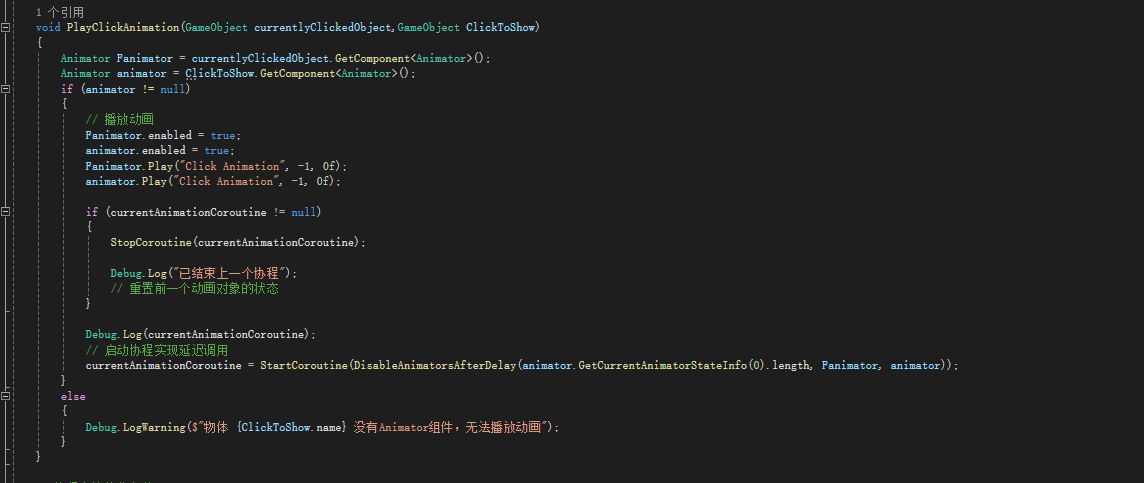 1 个引用
void PlayClickAnimation(GameObject currentlyClickedObject,GameObject ClickToShow)
{
Animator Fanimator = currentlyClickedObject.GetComponent<Animator>();
Animator animator = ClickToShow.GetComponent<Animator>();
if (animator != null)
{
// 播放动画
Fanimator.enabled = true;
animator.enabled = true;
Fanimator.Play("Click Animation", -1, 0f);
animator.Play("Click Animation", -1, 0f);
if (currentAnimationCoroutine != null)
{
StopCoroutine(currentAnimationCoroutine);
Debug.Log("已结束上一个协程");
// 重置前一个动画对象的状态
}
Debug.Log(currentAnimationCoroutine);
// 启动协程实现延迟调用
currentAnimationCoroutine = StartCoroutine(DisableAnimatorsAfterDelay(animator.GetCurrentAnimatorStateInfo(0).length, Fanimator, animator));
}
else
{
Debug.LogWarning($"物体 {ClickToShow.name} 没有Animator组件，无法播放动画");
}
}